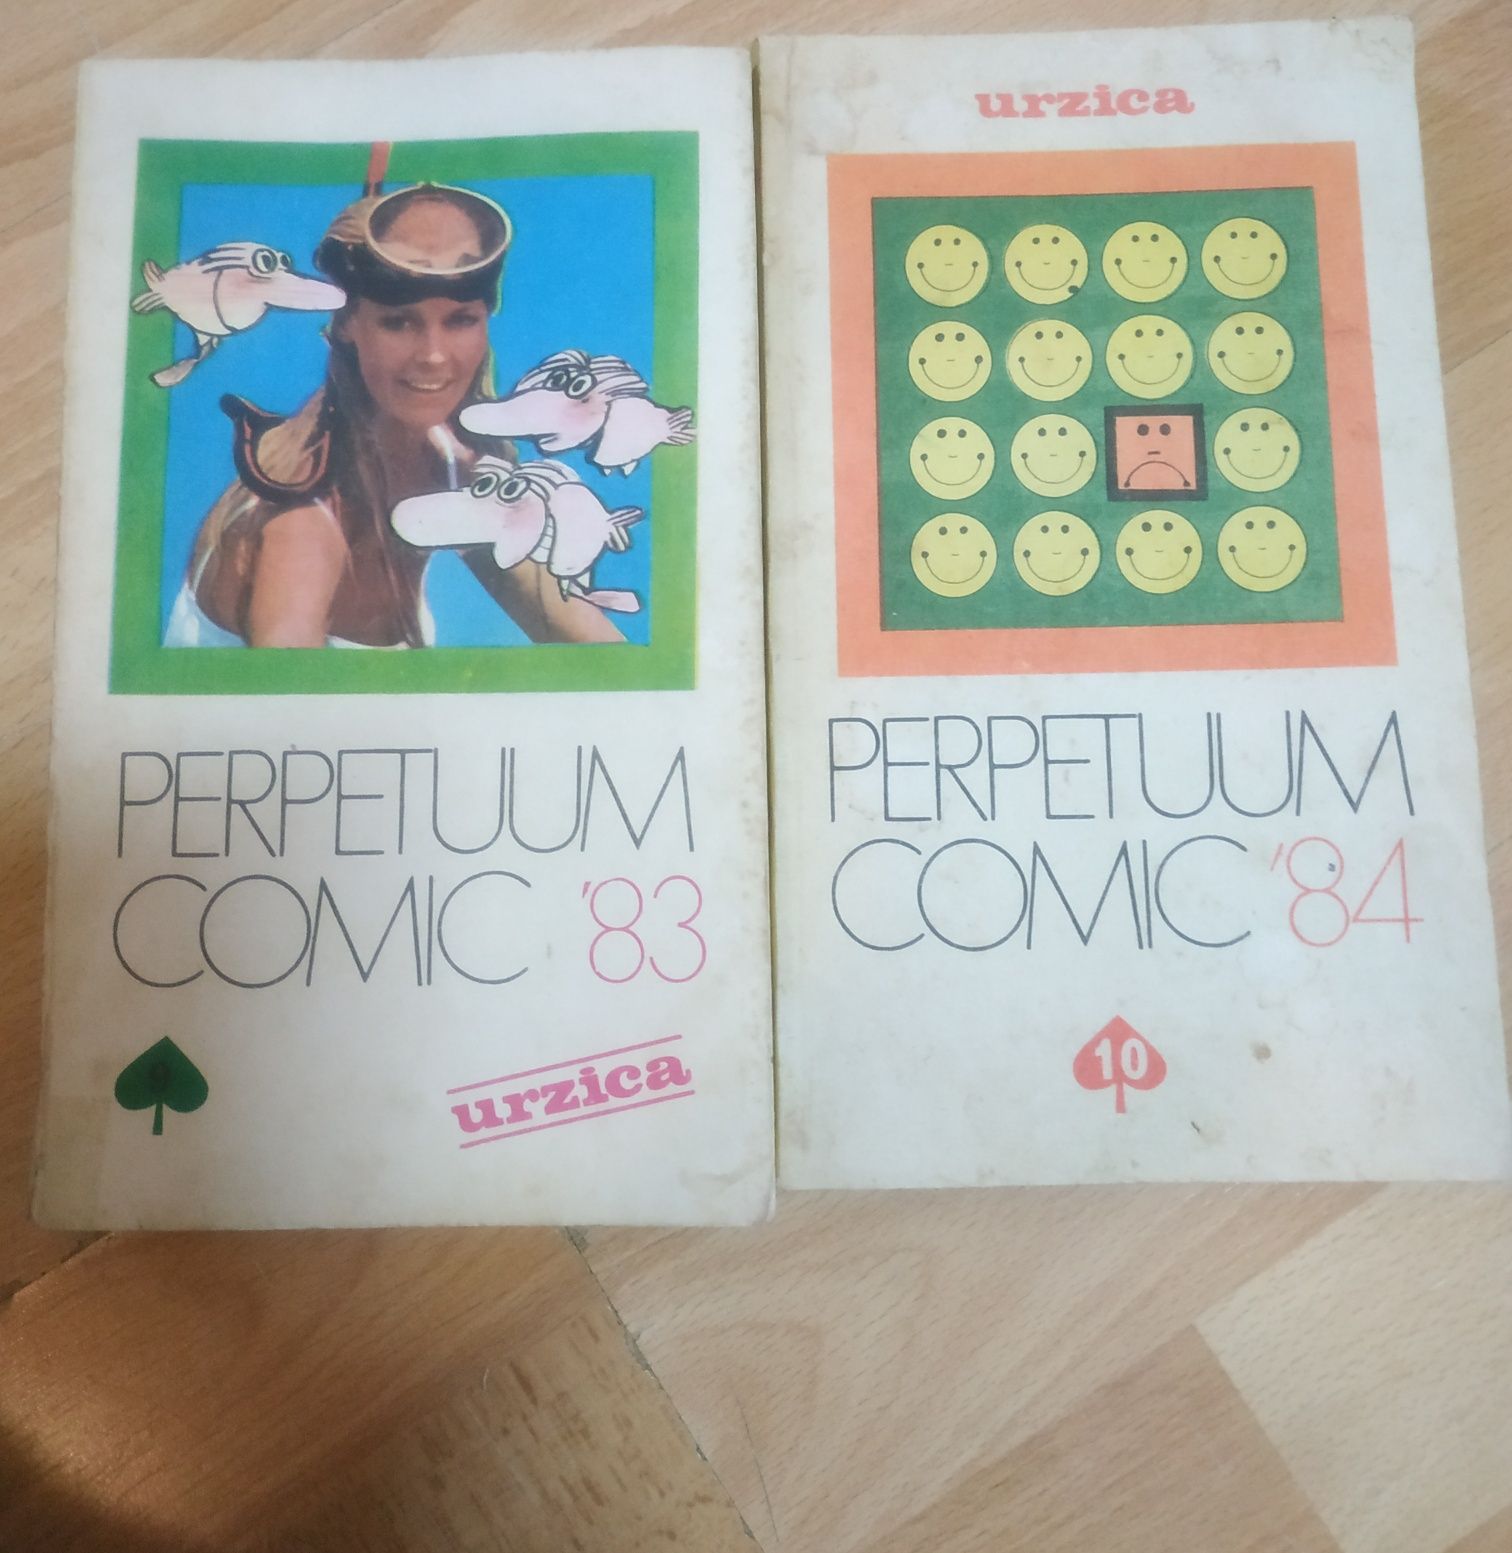 PERPETUUM
COMIC '83
9
urzica
urzica
PERPETUUM
COMIC '84
10